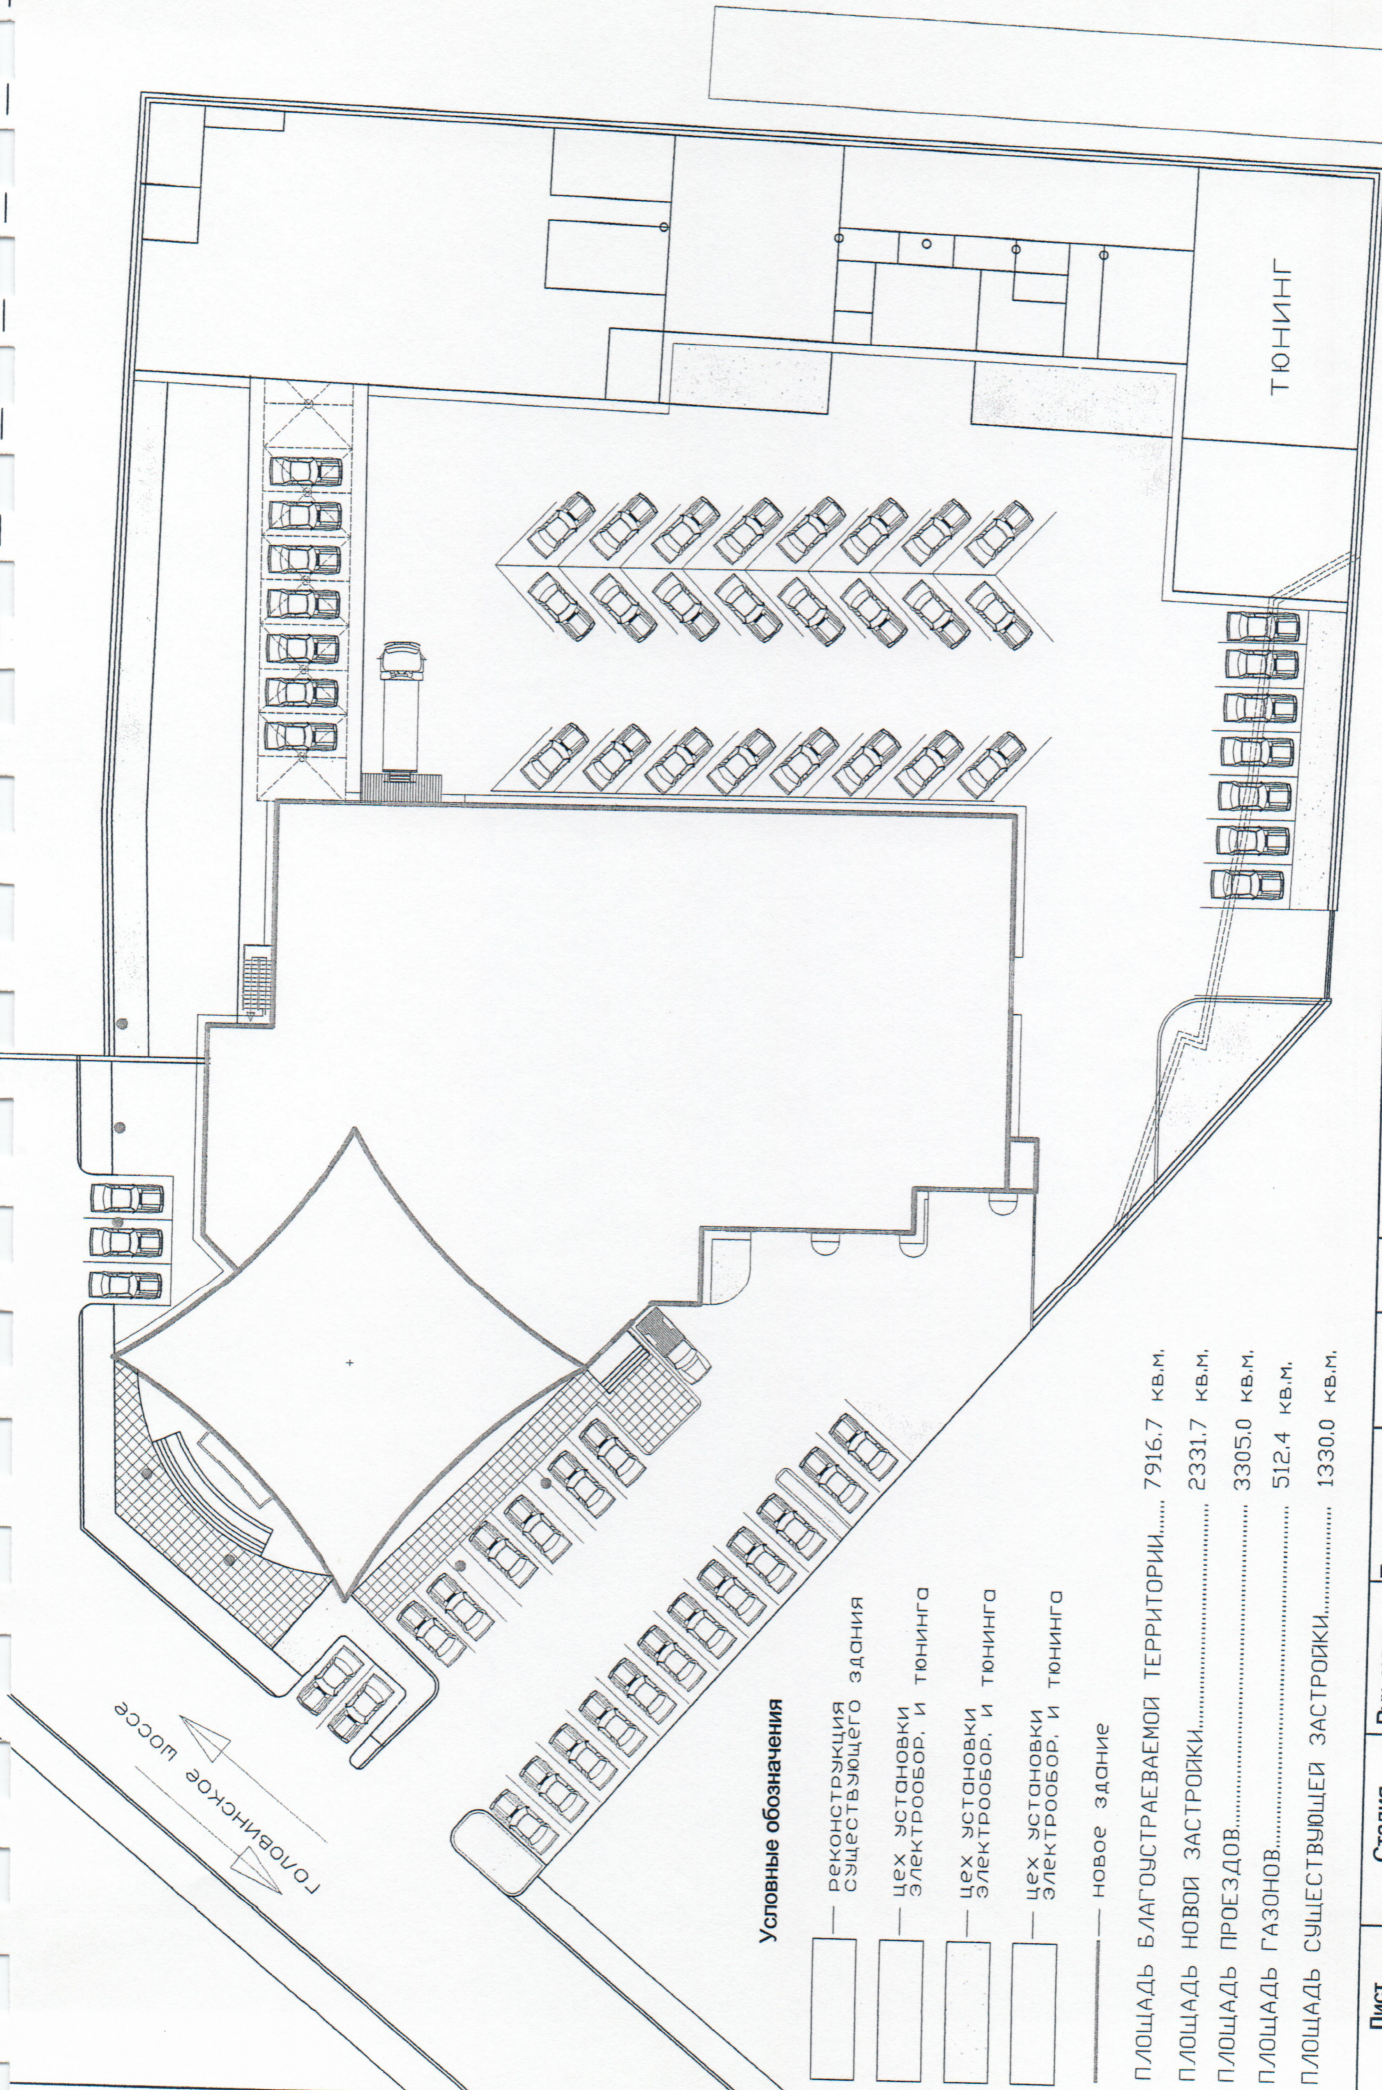 ТЮНИНГ
ГОЛОВИНСКОЕ ШОССЕ
Условные обозначения
РЕКОНСТРУКЦИЯ
СУЩЕСТВУЮЩЕГО ЗДАНИЯ
ЦЕХ УСТАНОВКИ
ЭЛЕКТРООБОР. И ТЮНИНГА
ЦЕХ УСТАНОВКИ
ЭЛЕКТРООБОР. И ТЮНИНГА
ЦЕХ УСТАНОВКИ
ЭЛЕКТРООБОР. И ТЮНИНГА
НОВОЕ ЗДАНИЕ
ПЛОЩАДЬ БЛАГОУСТРАЕВАЕМОЙ ТЕРРИТОРИИ...... 7916.7 КВ.М.
ПЛОЩАДЬ НОВОЙ ЗАСТРОЙКИ...... 2331.7 КВ.М.
ПЛОЩАДЬ ПРОЕЗДОВ...... 3305.0 КВ.М.
ПЛОЩАДЬ ГАЗОНОВ...... 512.4 КВ.М.
ПЛОЩАДЬ СУЩЕСТВУЮЩЕЙ ЗАСТРОЙКИ...... 1330.0 КВ.М.
Лист Стадия